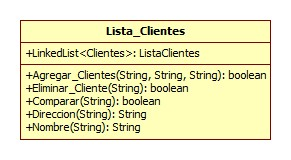 Lista_Clientes
+LinkedList<Clientes>: ListaClientes
+Agregar_Clientes(String, String, String): boolean
+Eliminar_Cliente(String): boolean
+Comparar(String): boolean
+Direccion(String): String
+Nombre(String): String